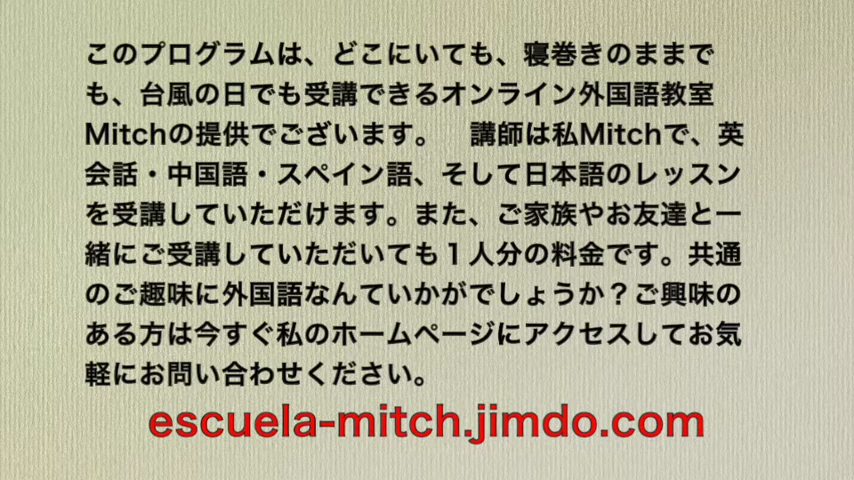 このプログラムは、どこにいても、寝巻きのままで
も、台風の日でも受講できるオンライン外国語教室
Mitchの提供でございます。　講師は私Mitchで、英
会話・中国語・スペイン語、そして日本語のレッスン
を受講していただけます。また、ご家族やお友達と一
緒にご受講していただいても１人分の料金です。共通
のご趣味に外国語なんていかがでしょうか？ご興味の
ある方は今すぐ私のホームページにアクセスしてお気
軽にお問い合わせください。
escuela-mitch.jimdo.com